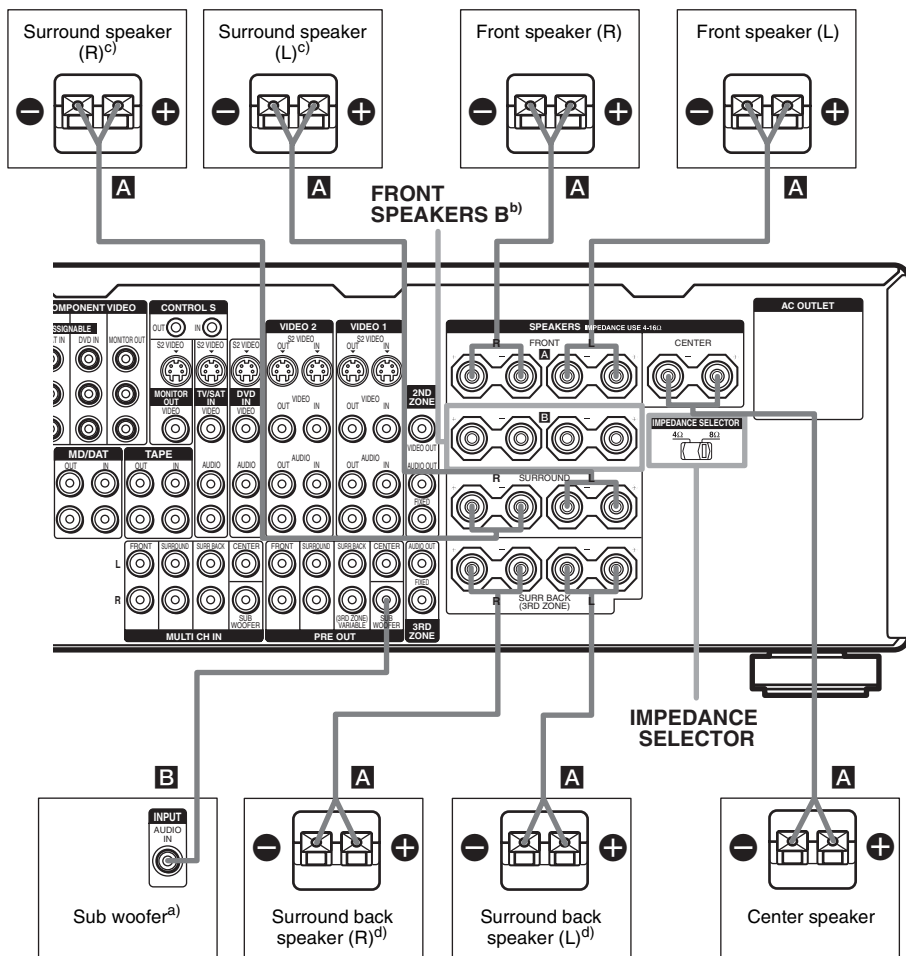 Surround speaker
(R)c)
Surround speaker
(L)c)
Front speaker (R)
Front speaker (L)
A
A
A
A
FRONT
SPEAKERS Bb)
OMPONENT VIDEO
SSIGNABLE
T IN
DVD IN
MONITOR OUT
CONTROL S
OUT
IN
S2 VIDEO
S2 VIDEO
S2 VIDEO
MONITOR
OUT
TV/SAT
IN
DVD
IN
VIDEO
VIDEO
VIDEO
AUDIO
AUDIO
VIDEO 2
S2 VIDEO
OUT
IN
VIDEO
OUT
IN
AUDIO
OUT
IN
VIDEO 1
S2 VIDEO
OUT
IN
VIDEO
OUT
IN
AUDIO
OUT
IN
2ND
ZONE
VIDEO OUT
AUDIO OUT
FIXED
SPEAKERS IMPEDANCE USE 4-16Ω
R
FRONT
L
A
+
−
+
CENTER
−
+
B
IMPEDANCE SELECTOR
4Ω
8Ω
AC OUTLET
R
SURROUND
L
+
−
+
+
−
+
R
SURR BACK
(3RD ZONE)
L
MD/DAT
OUT
IN
TAPE
OUT
IN
FRONT
SURROUND
SURR BACK
CENTER
FRONT
SURROUND
SURR BACK
CENTER
AUDIO OUT
L
FIXED
R
SUB
WOOFER
(3RD ZONE)
VARIABLE
SUB
WOOFER
MULTI CH IN
PRE OUT
3RD
ZONE
IMPEDANCE
SELECTOR
B
A
A
A
INPUT
AUDIO
IN
Sub woofera)
Surround back
speaker (R)d)
Surround back
speaker (L)d)
Center speaker